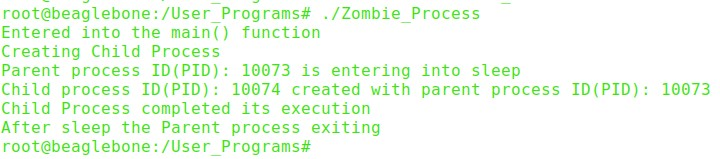 root@beaglebone:/User_Programs# ./Zombie_Process
Entered into the main() function
Creating Child Process
Parent process ID(PID): 10073 is entering into sleep
Child process ID(PID): 10074 created with parent process ID(PID): 10073
Child Process completed its execution
After sleep the Parent process exiting
root@beaglebone:/User_Programs#